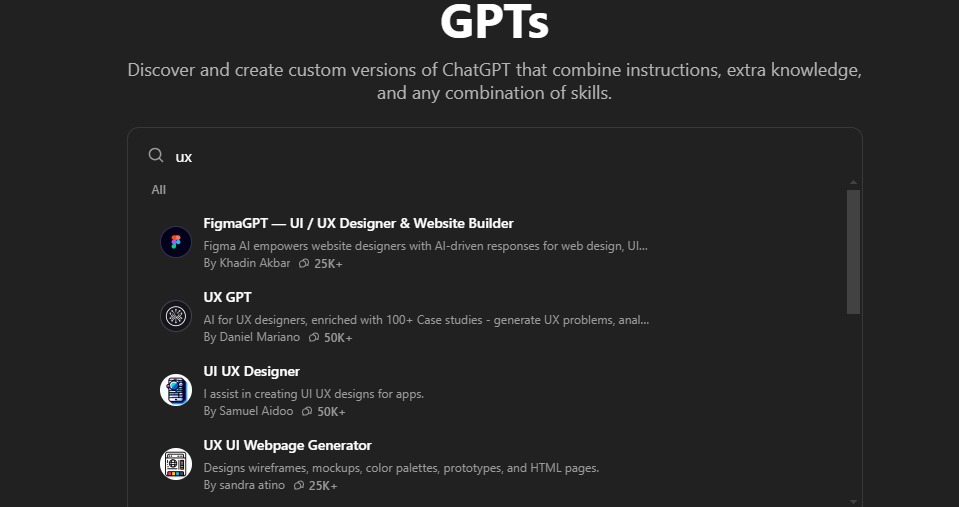 GPTs
Discover and create custom versions of ChatGPT that combine instructions, extra knowledge,
and any combination of skills.
ux
All
FigmaGPT — UI / UX Designer & Website Builder
Figma AI empowers website designers with AI-driven responses for web design, UI...
By Khadin Akbar 25K+
UX GPT
AI for UX designers, enriched with 100+ Case studies - generate UX problems, anal...
By Daniel Mariano 50K+
UI UX Designer
I assist in creating UI UX designs for apps.
By Samuel Aidoo 50K+
UX UI Webpage Generator
Designs wireframes, mockups, color palettes, prototypes, and HTML pages.
By sandra atino 25K+